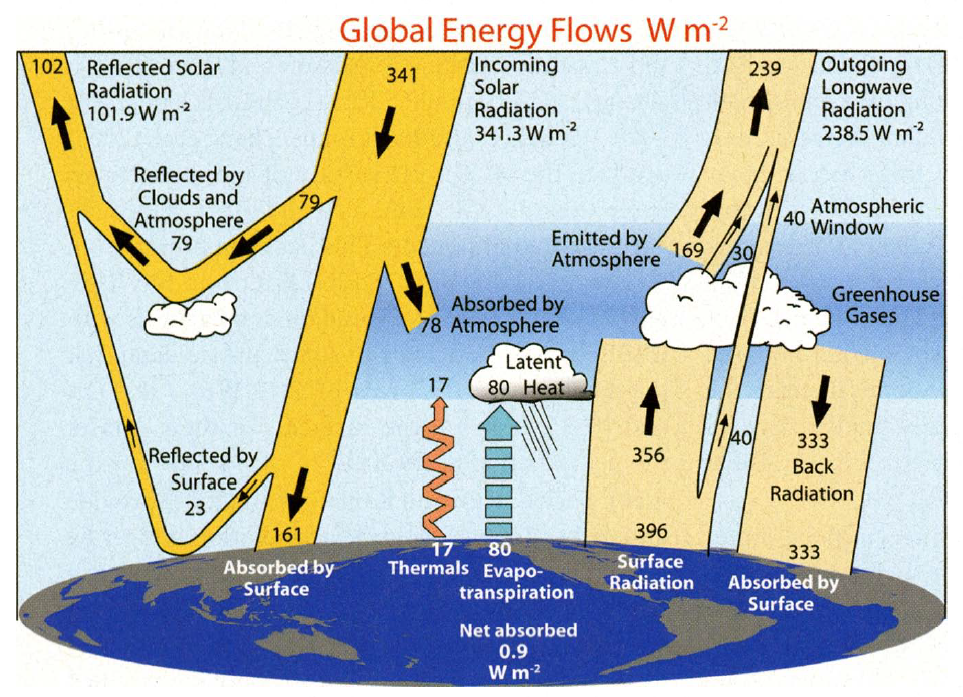 Global Energy Flows W m-2
102
Reflected Solar
Radiation
101.9 W m-2
341
Incoming
Solar
Radiation
341.3 W m-2
239
Outgoing
Longwave
Radiation
238.5 W m-2
Reflected by
Clouds and
Atmosphere
79
79
Emitted by
Atmosphere
169
30
40
Atmospheric
Window
Greenhouse
Gases
78
Absorbed by
Atmosphere
17
Latent
80 Heat
Reflected by
Surface
23
356
40
333
Back
Radiation
161
396
333
Absorbed by
Surface
17
Thermals
80
Evapo-
transpiration
Surface
Radiation
Absorbed by
Surface
Net absorbed
0.9
W m-2